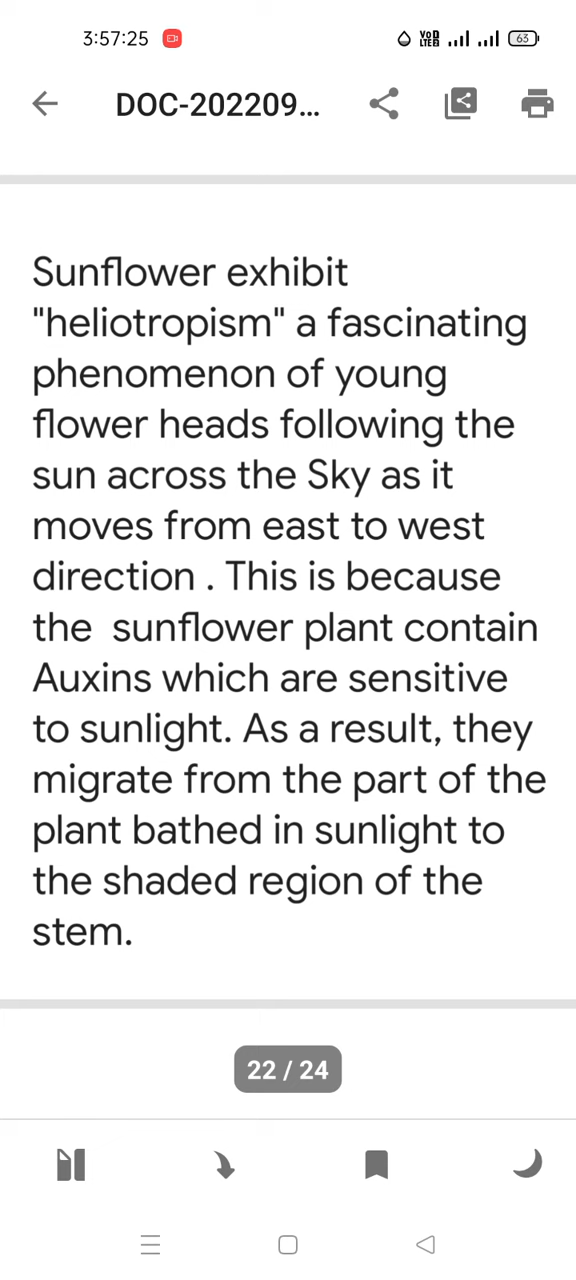 3:57:25 VoD LTE2 63
DOC-202209...
Sunflower exhibit
"heliotropism" a fascinating
phenomenon of young
flower heads following the
sun across the Sky as it
moves from east to west
direction . This is because
the  sunflower plant contain
Auxins which are sensitive
to sunlight. As a result, they
migrate from the part of the
plant bathed in sunlight to
the shaded region of the
stem.
22 / 24